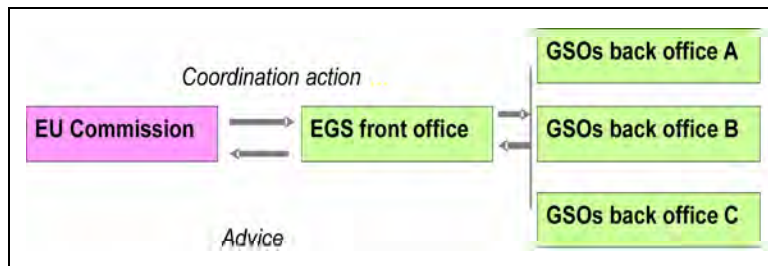 GSOs back office A
Coordination action ...
EU Commission
EGS front office
GSOs back office B
GSOs back office C
Advice